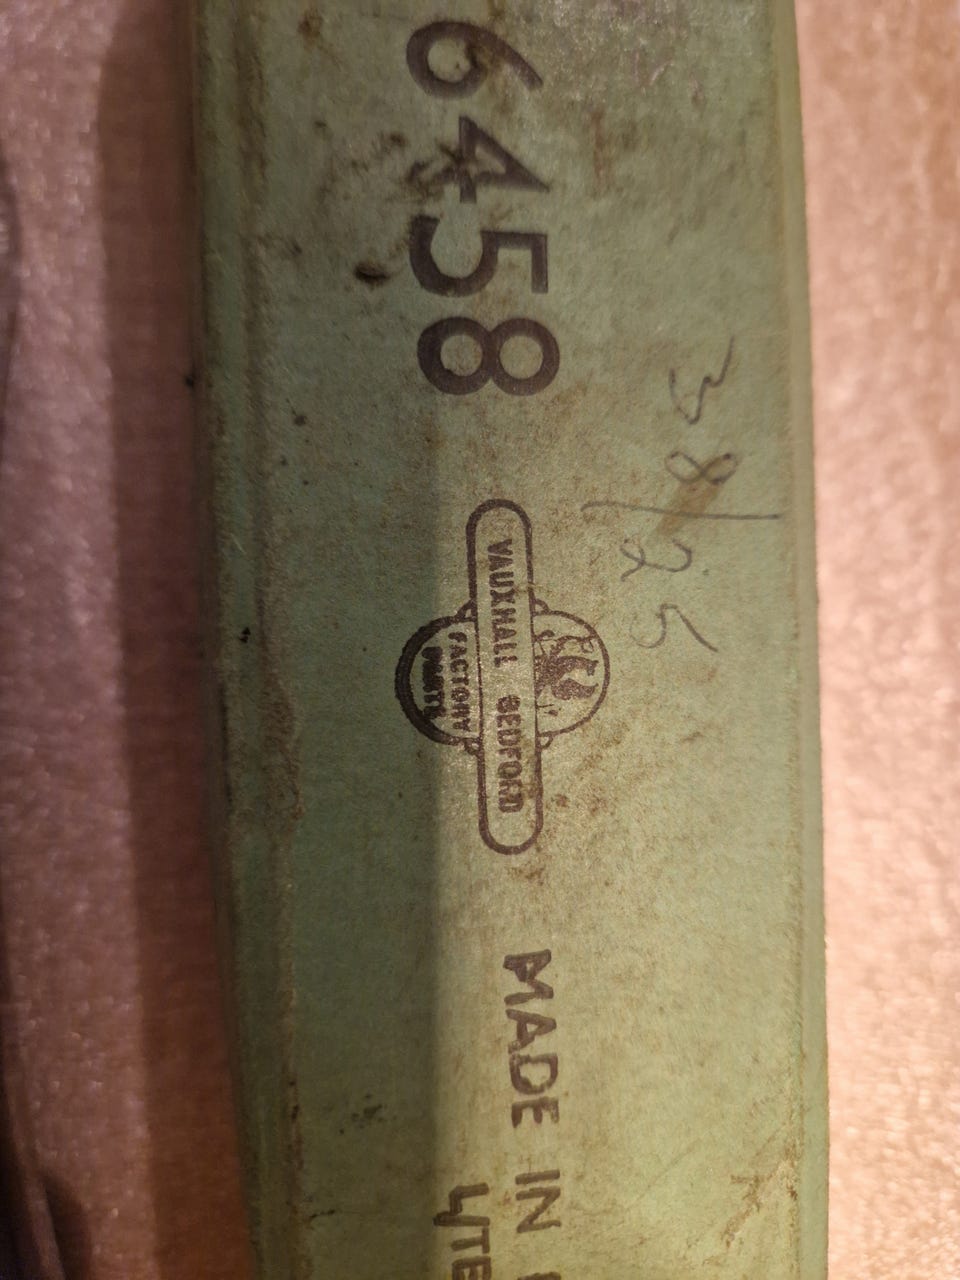 38/25
6458
VAUXHALL BEDFORD
FACTORY
PARTS
MADE IN